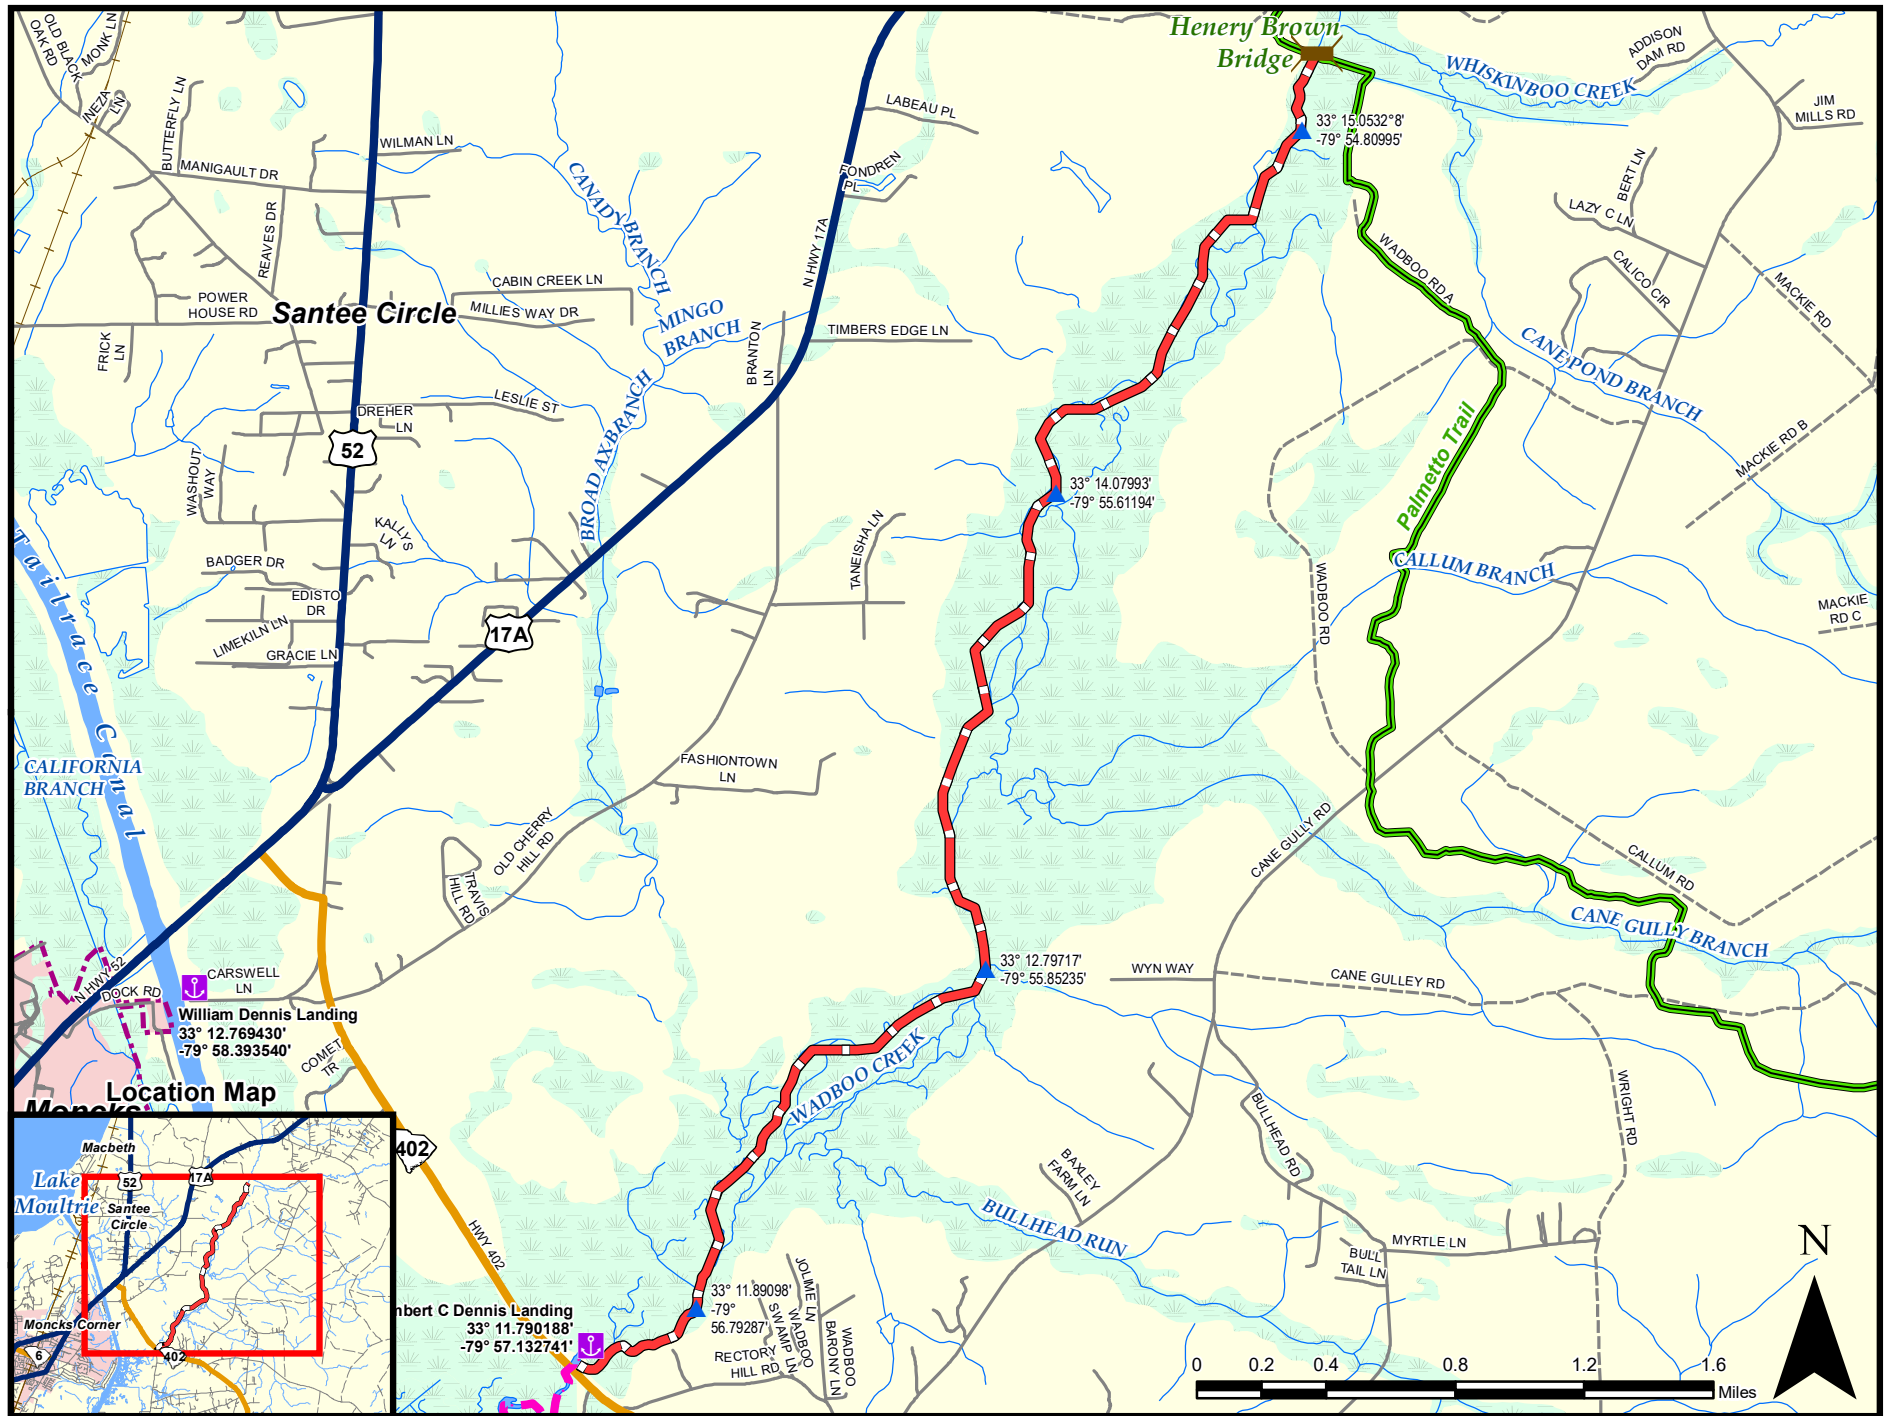 Henery Brown
Bridge
WHISKINBOO CREEK
ADDISON
DAM RD
JIM
MILLS RD
OLD BLACK
OAK RD
MONK LN
INEZA
LN
BUTTERFLY LN
MANIGAULT DR
WILMAN LN
LABEAU PL
FONDREN
PL
CANADY BRANCH
33° 15.0532°8'
-79° 54.80995'
BERT LN
LAZY C LN
CALICO CIR
MACKIE RD
REAVES DR
N HWY 17A
WADBOO RD A
POWER
HOUSE RD
Santee Circle
CABIN CREEK LN
MILLIES WAY DR
MINGO
BRANCH
BRANTON
LN
TIMBERS EDGE LN
FRICK
LN
CANE POND BRANCH
LESLIE ST
DREHER
LN
BROAD AX BRANCH
52
Palmetto Trail
MACKIE RD B
WASHOUT
WAY
33° 14.07993'
-79° 55.61194'
KALLYS
LN
TANEISHA LN
BADGER DR
EDISTO
DR
LIMEKILN LN
GRACIE LN
17A
Tailrace Canal
CALLUM BRANCH
WADBOO RD
MACKIE
RD C
CALIFORNIA
BRANCH
FASHIONTOWN
LN
OLD CHERRY
HILL RD
TRAVIS
HILL RD
CANE GULLY RD
CALLUM RD
CANE GULLY BRANCH
N HWY 52
DOCK RD
CARSWELL
LN
William Dennis Landing
33° 12.769430'
-79° 58.393540'
33° 12.79717'
-79° 55.85235'
WYN WAY
CANE GULLEY RD
COMET
TR
WADBOO CREEK
WRIGHT RD
BULLHEAD RD
Moncks
Location Map
402
Macbeth
Lake
Moultrie
52
17A
Santee
Circle
Moncks Corner
6
402
HWY 402
BAXLEY
FARM LN
BULLHEAD RUN
BULL
TAIL LN
MYRTLE LN
N
mbert C Dennis Landing
33° 11.790188'
-79° 57.132741'
33° 11.89098'
-79°
56.79287'
JOLIME LN
WADBOO
SWAMP LN
WADBOO
BARONY LN
RECTORY
HILL RD
0 0.2 0.4 0.8 1.2 1.6
Miles